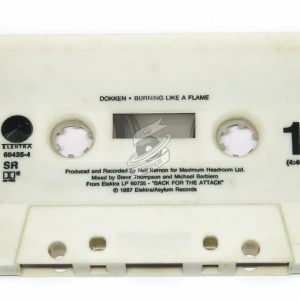 DOKKEN • BURNING LIKE A FLAME
ELEKTRA
69435-4
SR
1
Produced and Recorded by Neil Kernon for Maximum Headroom Ltd.
Mixed by Steve Thompson and Michael Barbiero
From Elektra LP 60735 - "BACK FOR THE ATTACK"
© 1987 Elektra/Asylum Records